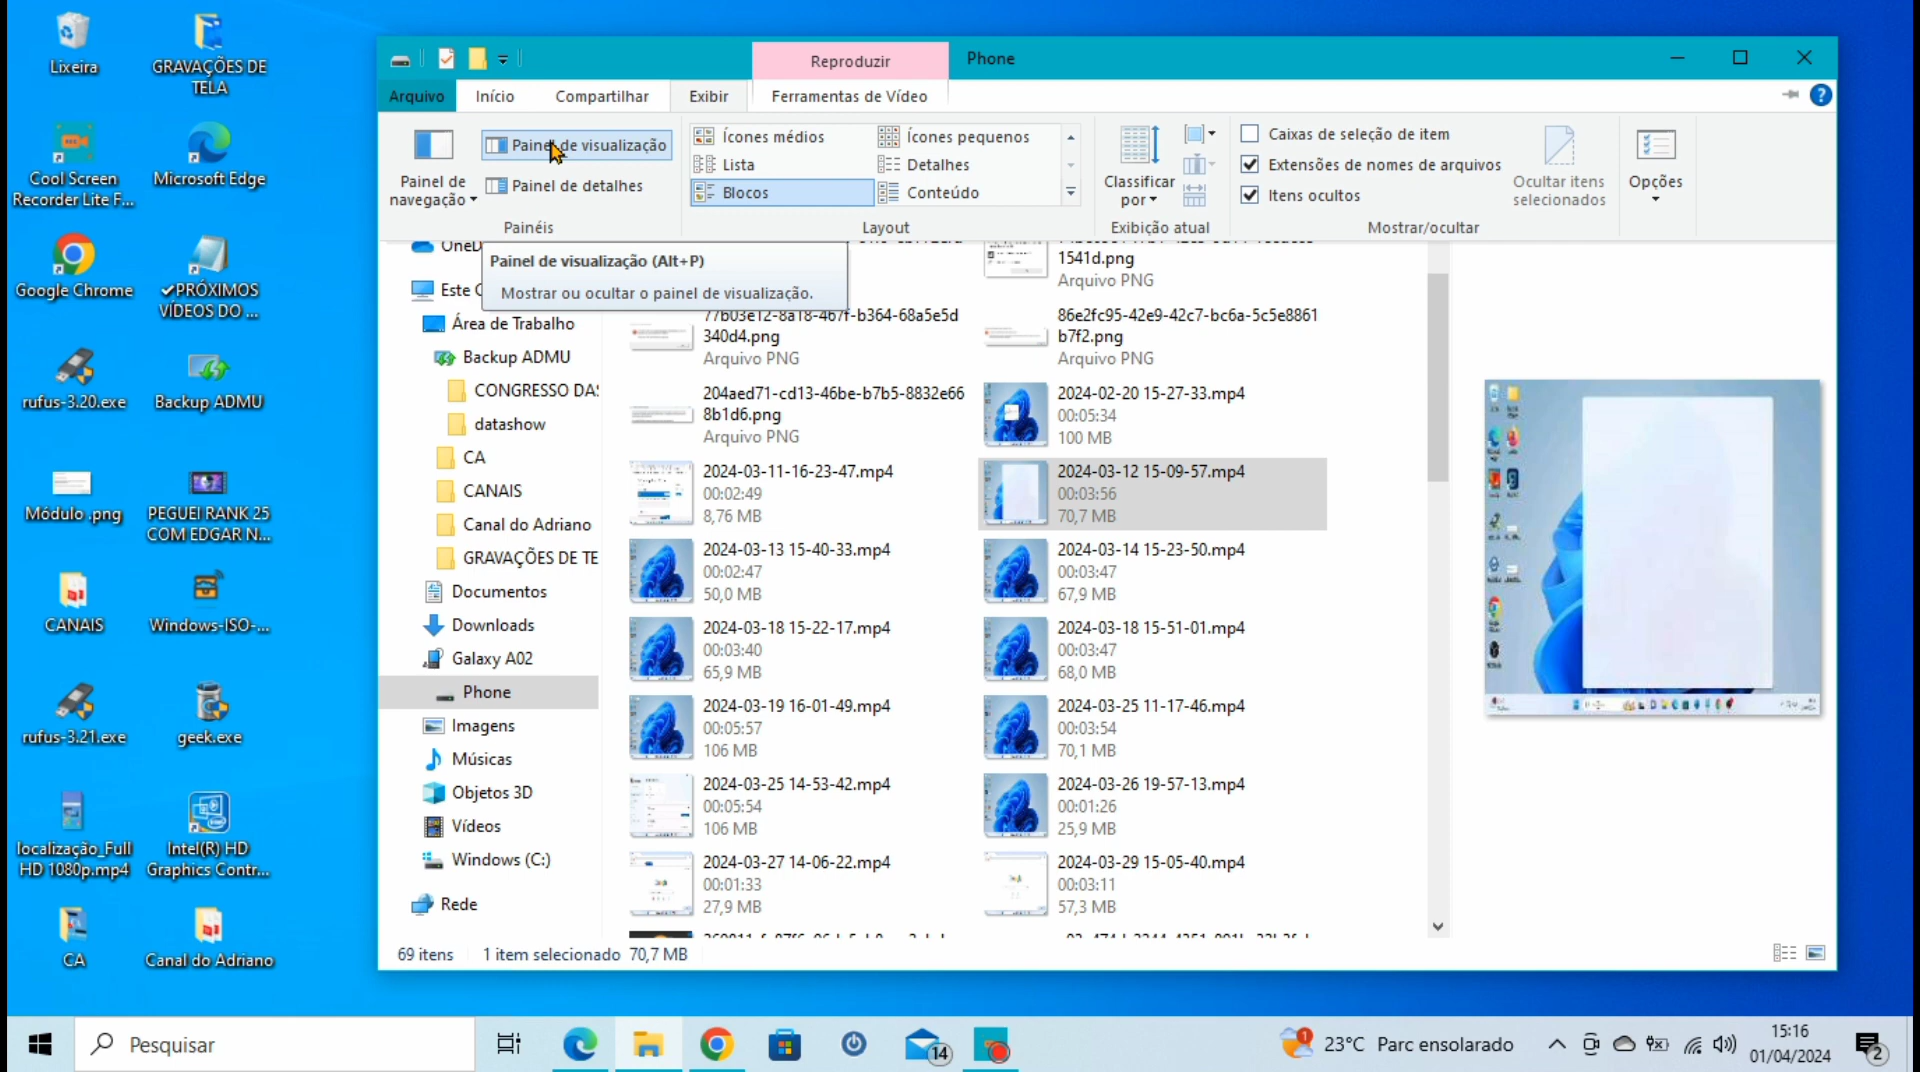 Lixeira
GRAVAÇÕES DE
TELA
Cool Screen
Recorder Lite F...
Microsoft Edge
Google Chrome
✔PRÓXIMOS
VÍDEOS DO ...
rufus-3.20.exe
Backup ADMU
Módulo .png
PEGUEI RANK 25
COM EDGAR N...
CANAIS
Windows-ISO-...
rufus-3.21.exe
geek.exe
localização_Full
HD 1080p.mp4
Intel(R) HD
Graphics Contr...
CA
Canal do Adriano
Reproduzir
Phone
Arquivo
Início
Compartilhar
Exibir
Ferramentas de Vídeo
Painel de
navegação
Painel de visualização
Painel de detalhes
Painéis
Ícones médios
Ícones pequenos
Lista
Detalhes
Blocos
Conteúdo
Layout
Classificar
por
Exibição atual
Caixas de seleção de item
Extensões de nomes de arquivos
Itens ocultos
Ocultar itens
selecionados
Mostrar/ocultar
Opções
Painel de visualização (Alt+P)
Mostrar ou ocultar o painel de visualização.
Este C
Área de Trabalho
Backup ADMU
CONGRESSO DAS
datashow
CA
CANAIS
Canal do Adriano
GRAVAÇÕES DE TE
Documentos
Downloads
Galaxy A02
Phone
Imagens
Músicas
Objetos 3D
Vídeos
Windows (C:)
Rede
1541d.png
Arquivo PNG
77b03e12-8a18-467f-b364-68a5e5d
340d4.png
Arquivo PNG
86e2fc95-42e9-42c7-bc6a-5c5e8861
b7f2.png
Arquivo PNG
204aed71-cd13-46be-b7b5-8832e66
8b1d6.png
Arquivo PNG
2024-02-20 15-27-33.mp4
00:05:34
100 MB
2024-03-11-16-23-47.mp4
00:02:49
8,76 MB
2024-03-12 15-09-57.mp4
00:03:56
70,7 MB
2024-03-13 15-40-33.mp4
00:02:47
50,0 MB
2024-03-14 15-23-50.mp4
00:03:47
67,9 MB
2024-03-18 15-22-17.mp4
00:03:40
65,9 MB
2024-03-18 15-51-01.mp4
00:03:47
68,0 MB
2024-03-19 16-01-49.mp4
00:05:57
106 MB
2024-03-25 11-17-46.mp4
00:03:54
70,1 MB
2024-03-25 14-53-42.mp4
00:05:54
106 MB
2024-03-26 19-57-13.mp4
00:01:26
25,9 MB
2024-03-27 14-06-22.mp4
00:01:33
27,9 MB
2024-03-29 15-05-40.mp4
00:03:11
57,3 MB
69 itens
1 item selecionado 70,7 MB
Pesquisar
14
1
23°C Parc ensolarado
15:16
01/04/2024
2